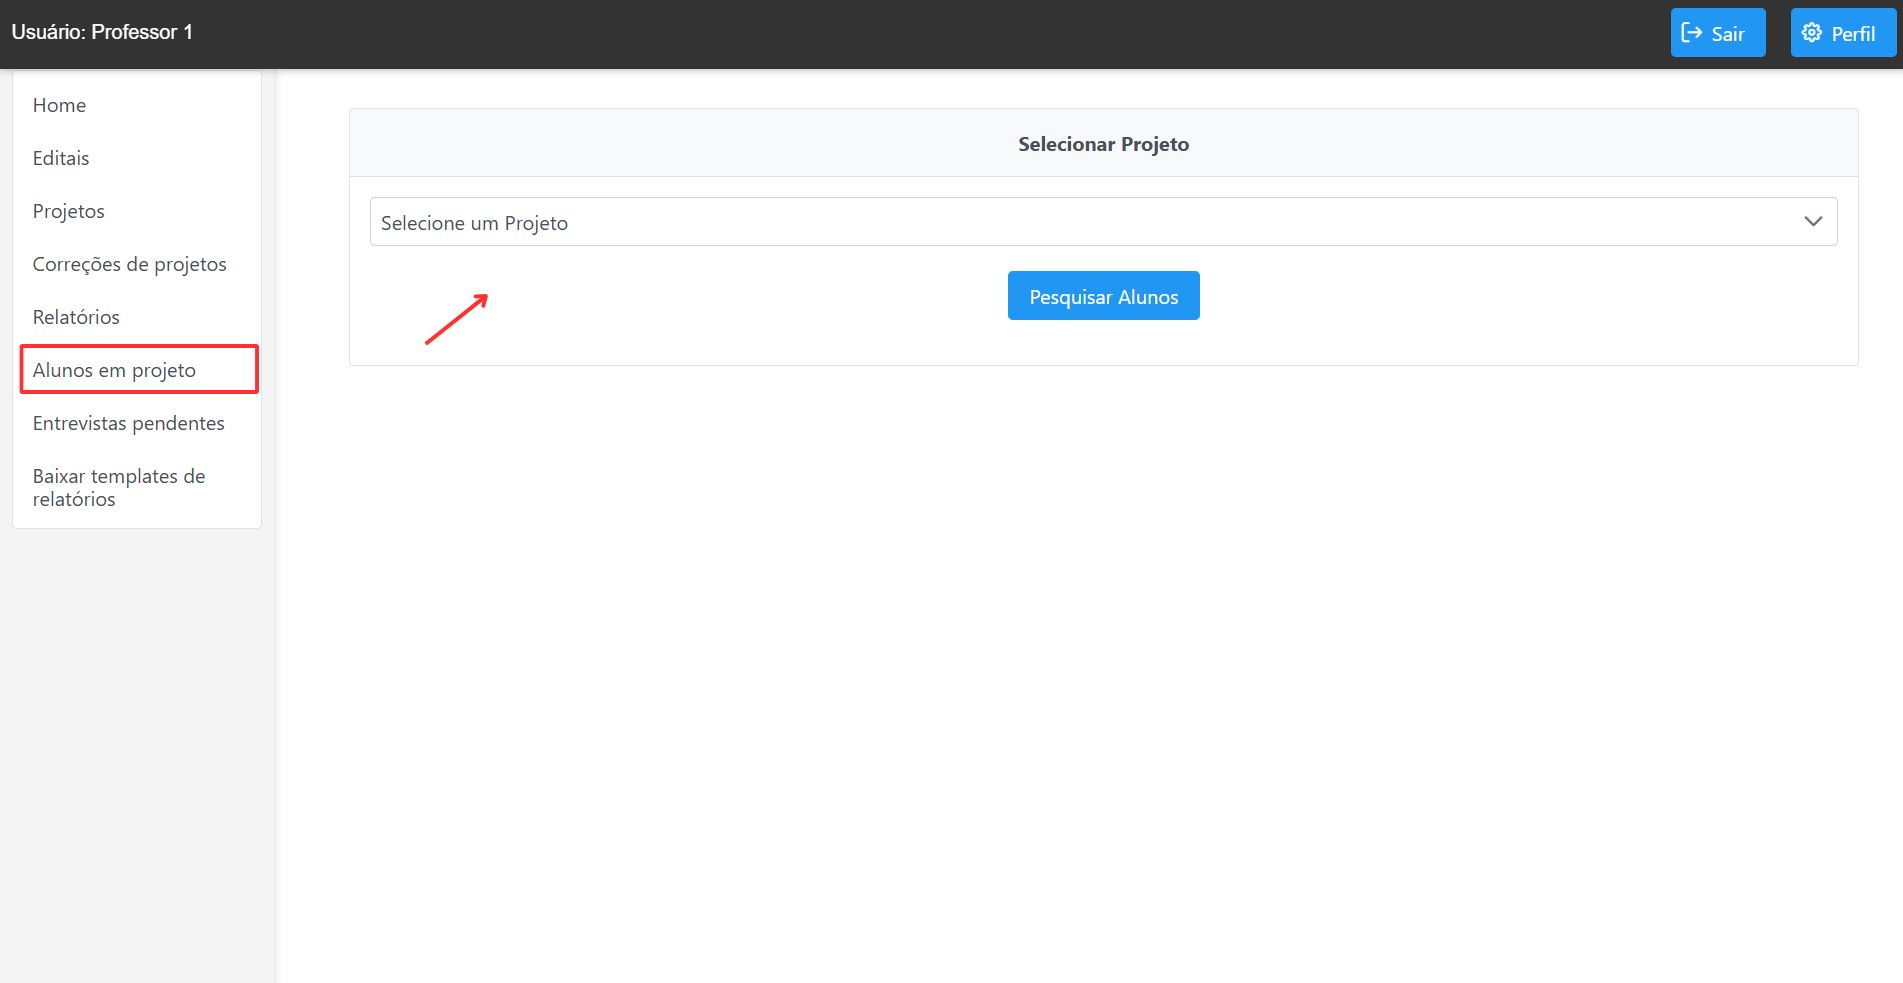 Usuário: Professor 1
Sair
Perfil
Home
Editais
Projetos
Correções de projetos
Relatórios
Alunos em projeto
Entrevistas pendentes
Baixar templates de
relatórios
Selecionar Projeto
Selecione um Projeto
Pesquisar Alunos